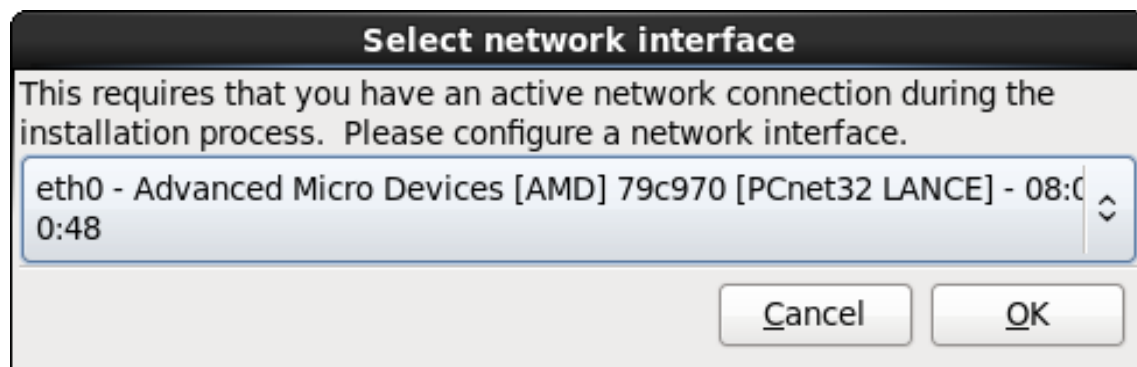 Select network interface
This requires that you have an active network connection during the
installation process.  Please configure a network interface.
eth0 - Advanced Micro Devices [AMD] 79c970 [PCnet32 LANCE] - 08:0
0:48
Cancel
OK